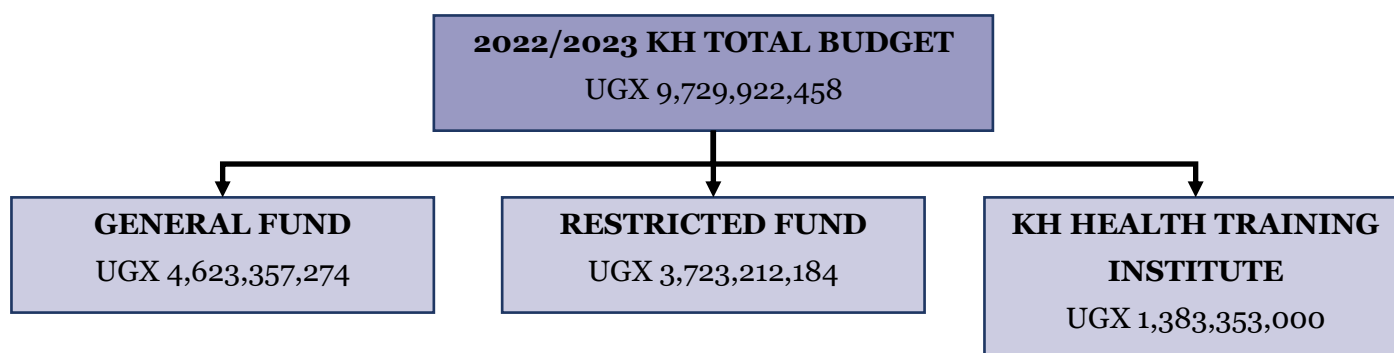 2022/2023 KH TOTAL BUDGET
UGX 9,729,922,458
GENERAL FUND
UGX 4,623,357,274
RESTRICTED FUND
UGX 3,723,212,184
KH HEALTH TRAINING
INSTITUTE
UGX 1,383,353,000